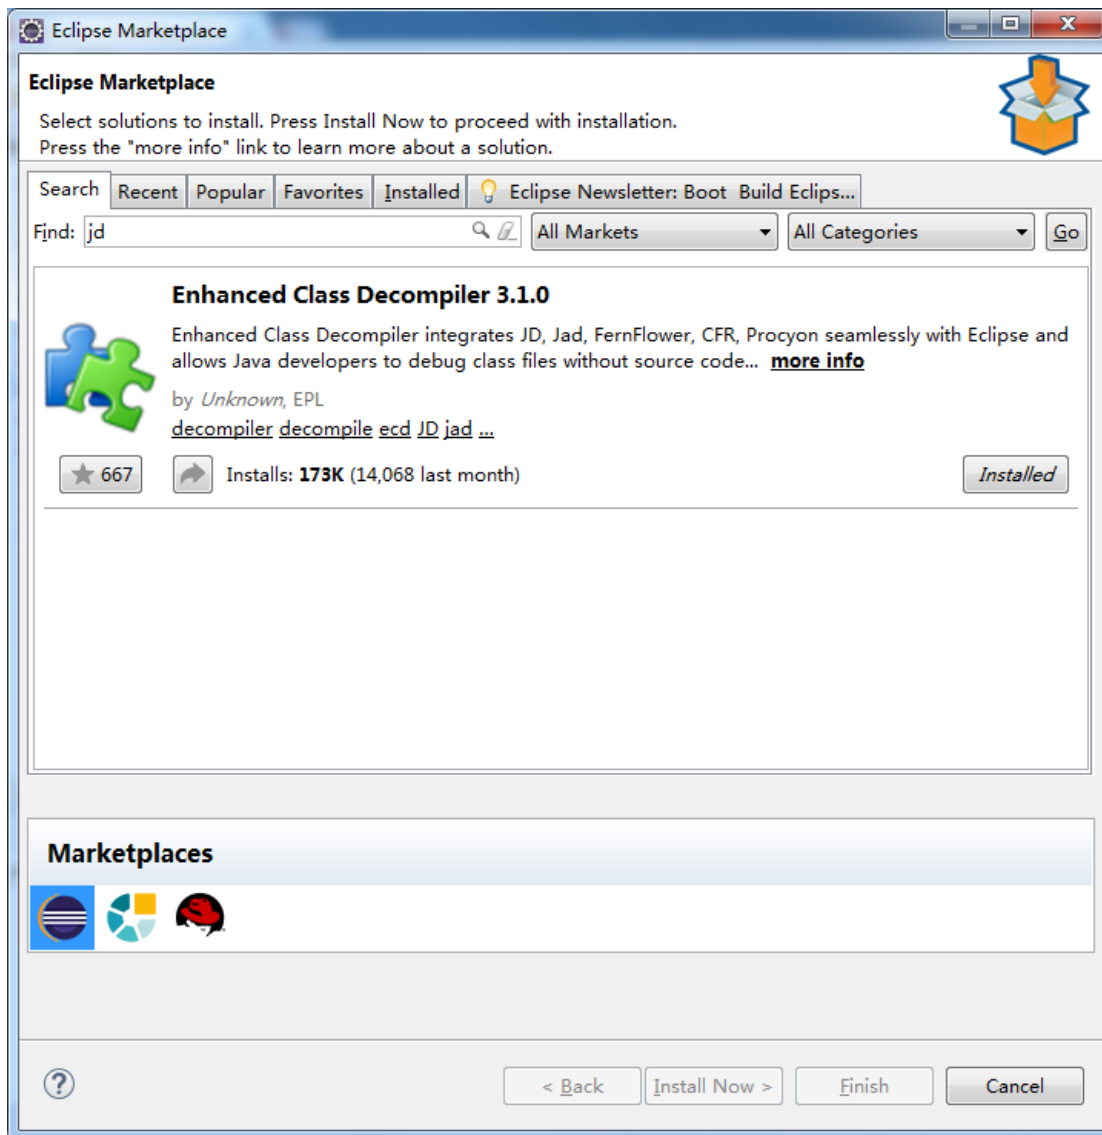 Eclipse Marketplace
Eclipse Marketplace
Select solutions to install. Press Install Now to proceed with installation.
Press the "more info" link to learn more about a solution.
Search Recent Popular Favorites Installed Eclipse Newsletter: Boot Build Eclips...
Find: jd All Markets All Categories Go
Enhanced Class Decompiler 3.1.0
Enhanced Class Decompiler integrates JD, Jad, FernFlower, CFR, Procyon seamlessly with Eclipse and
allows Java developers to debug class files without source code... more info
by Unknown, EPL
decompiler decompile ecd JD jad ...
667 Installs: 173K (14,068 last month) Installed
Marketplaces
? < Back Install Now > Finish Cancel